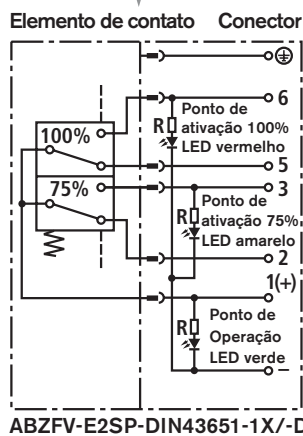 Elemento de contato Conector
6
Ponto de
R ativação 100%
100% LED vermelho
5
75% 3
Ponto de
R ativação 75%
LED amarelo
2
1(+)
Ponto de
R Operação
LED verde
–
ABZFV-E2SP-DIN43651-1X/-D